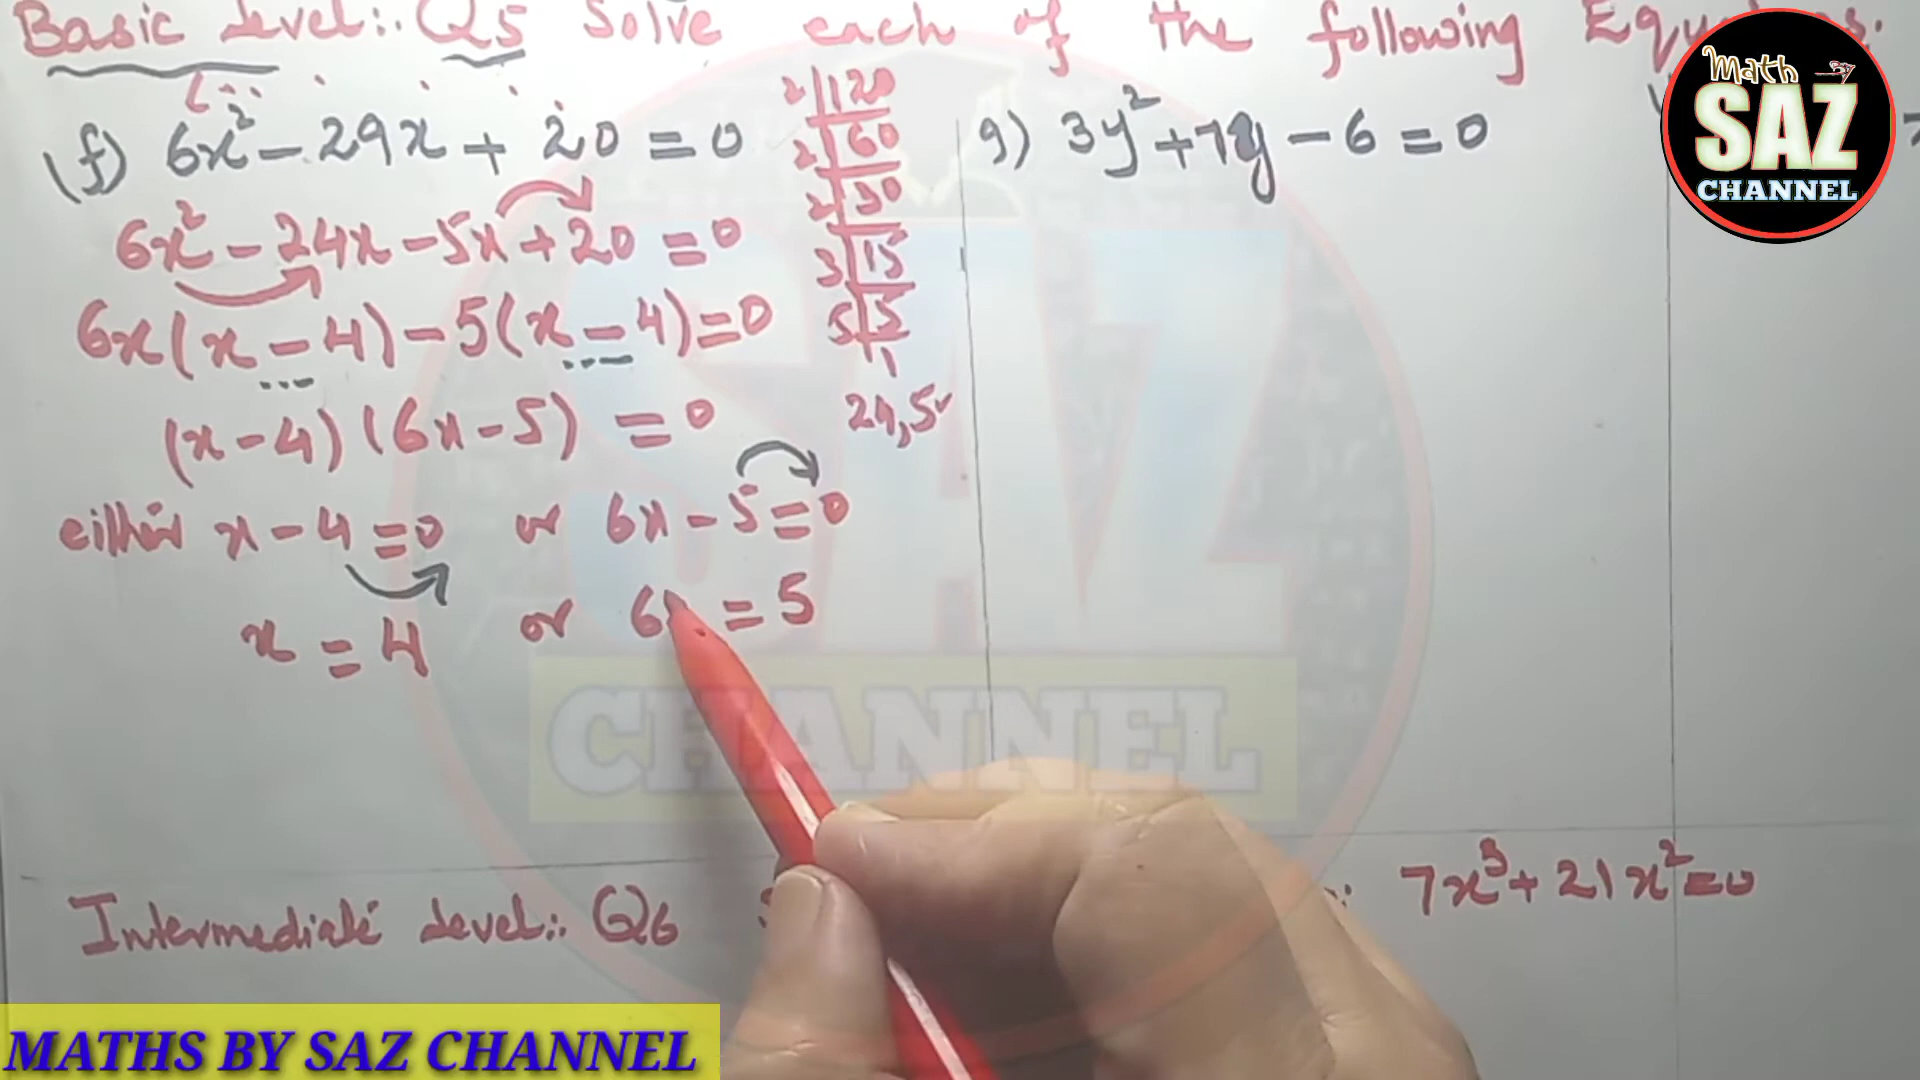 Basic Level:. Q5 Solve each of the following
(f) 6x² - 29x + 20 = 0
6x² - 24x - 5x + 20 = 0
6x(x - 4) - 5(x - 4) = 0
(x - 4) (6x - 5) = 0
either x - 4 = 0 or 6x - 5 = 0
x = 4 or 6x = 5
2 | 120
2 | 60
2 | 30
3 | 15
5 | 5
1
24, 5 ✓
g) 3y² + 7y - 6 = 0
Intermediate Level:. Q6
7x³ + 21x² = 0
Math
SAZ
CHANNEL
SAZ
CHANNEL
MATHS BY SAZ CHANNEL